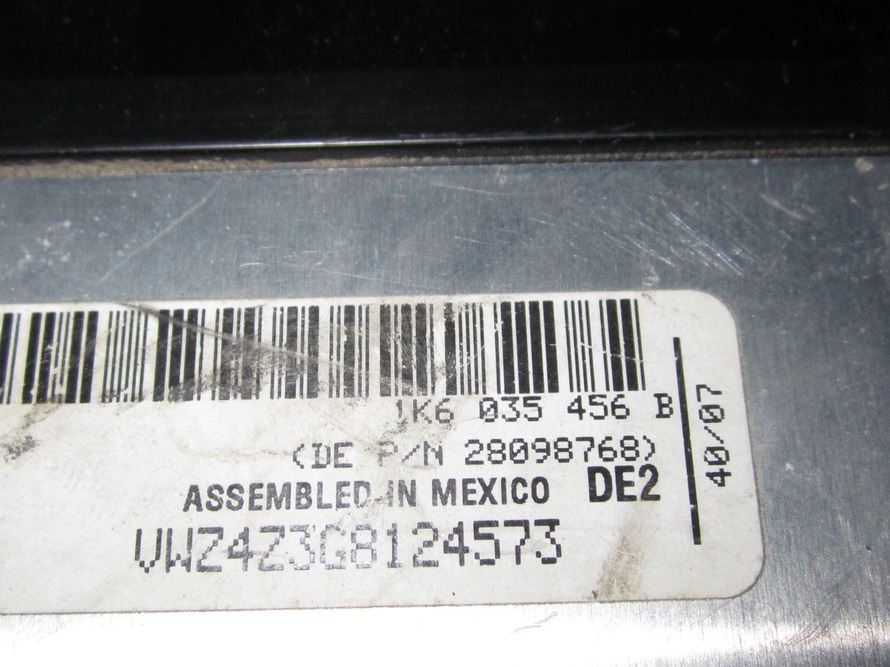 1K6 035 456 B
(DE P/N 28098768)
ASSEMBLED IN MEXICO DE2
VWZ4Z3G8124573
40/07